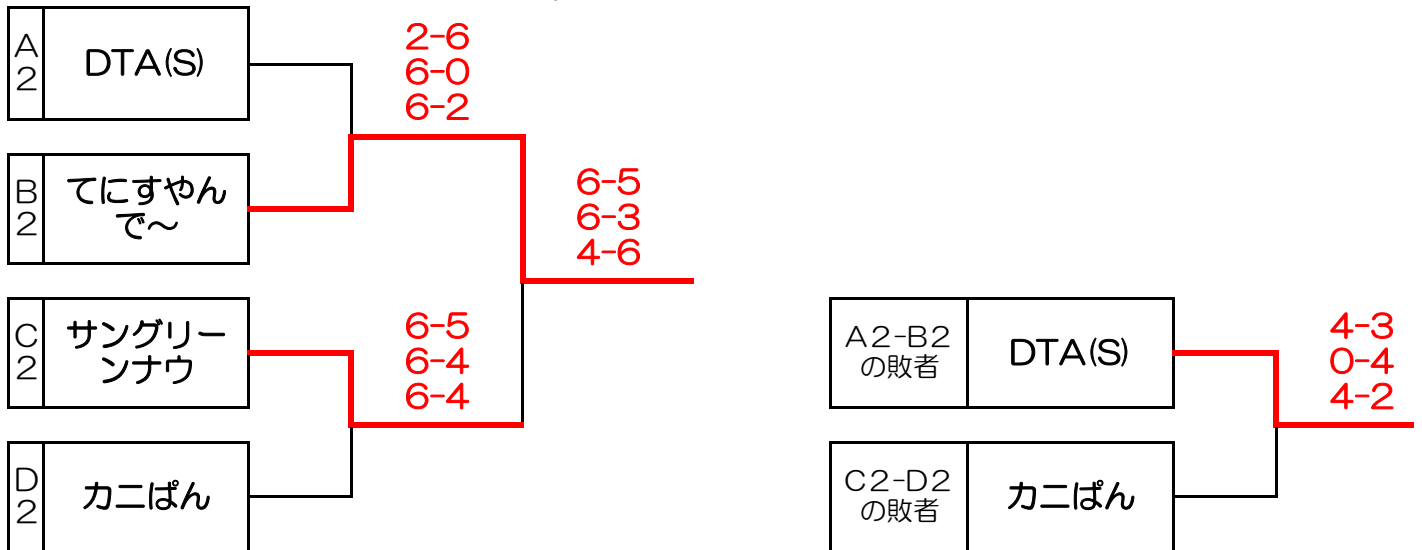 A
2
DTA(S)
2-6
6-0
6-2
B
2
てにすやん
で～
6-5
6-3
4-6
C
2
サングリー
ンナウ
6-5
6-4
6-4
D
2
カニぱん
A2-B2
の敗者
DTA(S)
4-3
0-4
4-2
C2-D2
の敗者
カニぱん